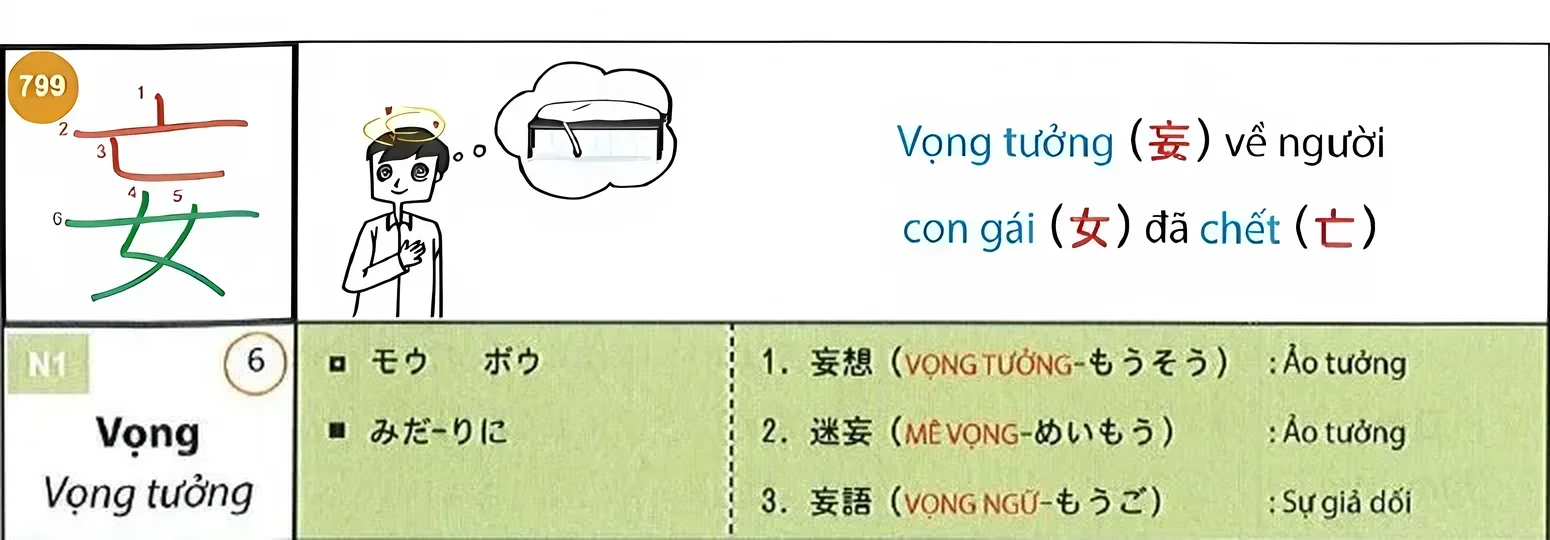 799
1
2
3
4
5
6
亡
女
Vọng tưởng (妄) về người
con gái (女) đã chết (亡)
N1
6
Vọng
Vọng tưởng
モウ ボウ
みだ-りに
1. 妄想 (VỌNG TƯỞNG-もうそう) : Ảo tưởng
2. 迷妄 (MÊ VỌNG-めいもう) : Ảo tưởng
3. 妄語 (VỌNG NGỮ-もうご) : Sự giả dối